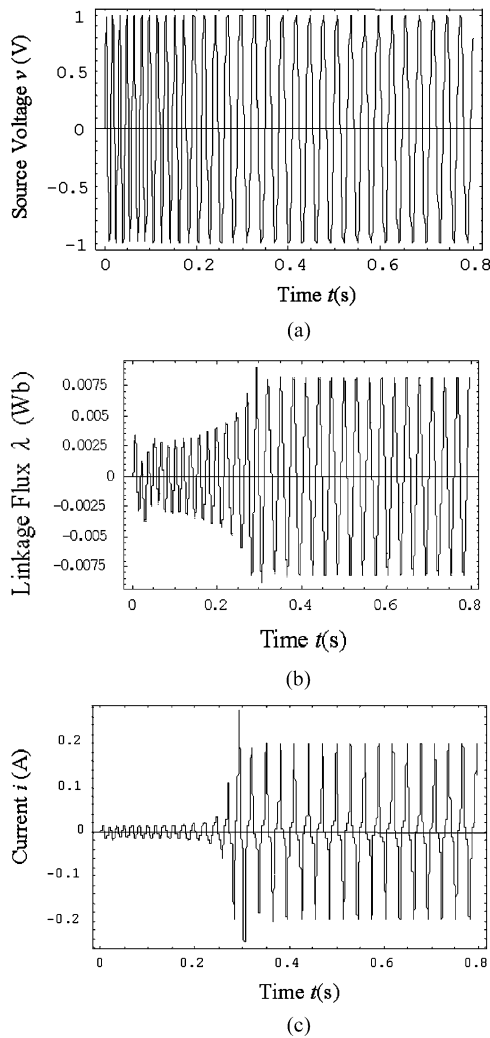 1
0.5
0
−0.5
−1
Source Voltage v (V)
0 0.2 0.4 0.6 0.8
Time t(s)
(a)
0.0075
0.005
0.0025
0
−0.0025
−0.005
−0.0075
Linkage Flux λ (Wb)
0 0.2 0.4 0.6 0.8
Time t(s)
(b)
0.2
0.1
0
−0.1
−0.2
Current i (A)
0 0.2 0.4 0.6 0.8
Time t(s)
(c)